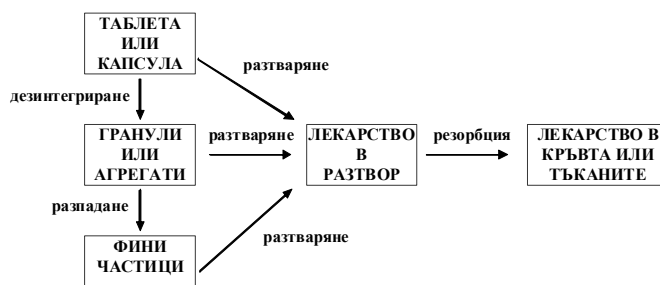 ТАБЛЕТА
ИЛИ
КАПСУЛА
разтваряне
дезинтегриране
ГРАНУЛИ
ИЛИ
АГРЕГАТИ
разтваряне
ЛЕКАРСТВО
В
РАЗТВОР
резорбция
ЛЕКАРСТВО В
КРЪВТА ИЛИ
ТЪКАНИТЕ
разпадане
ФИНИ
ЧАСТИЦИ
разтваряне